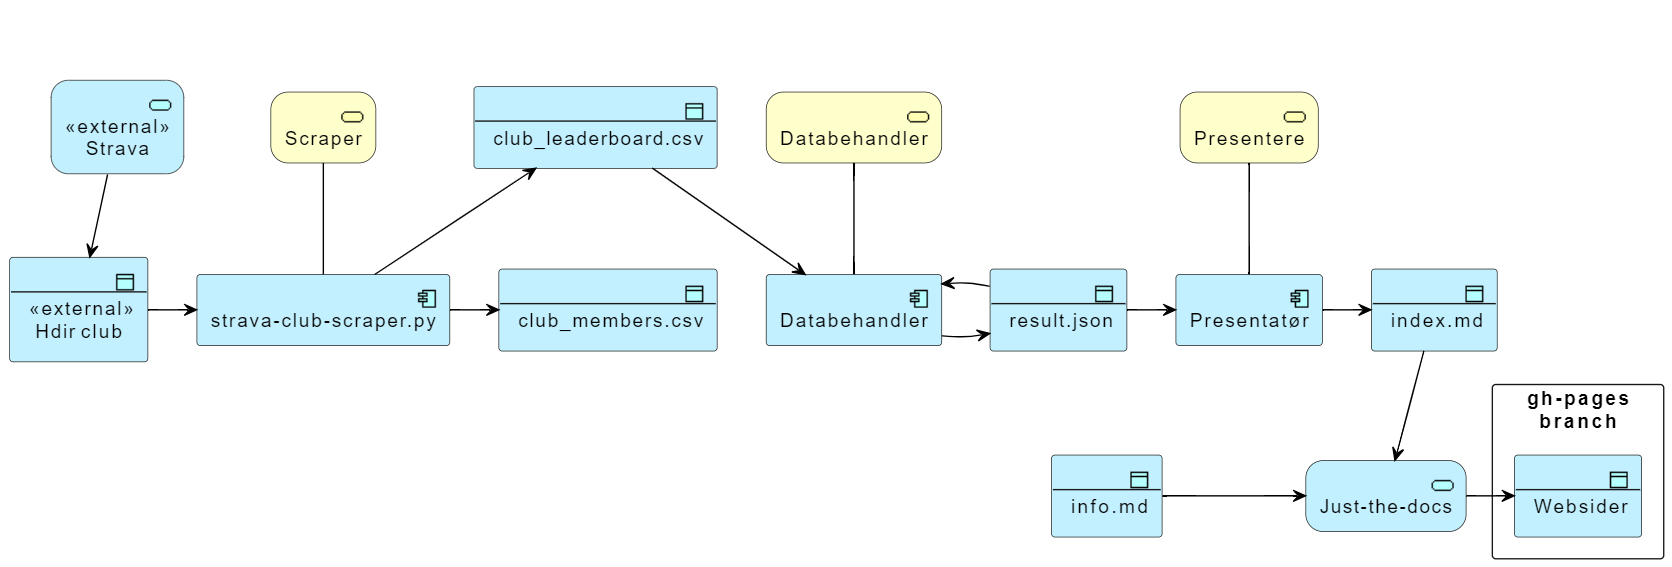 «external»
Strava
Scraper
club_leaderboard.csv
Databehandler
Presentere
«external»
Hdir club
strava-club-scraper.py
club_members.csv
Databehandler
result.json
Presentatør
index.md
gh-pages
branch
info.md
Just-the-docs
Websider